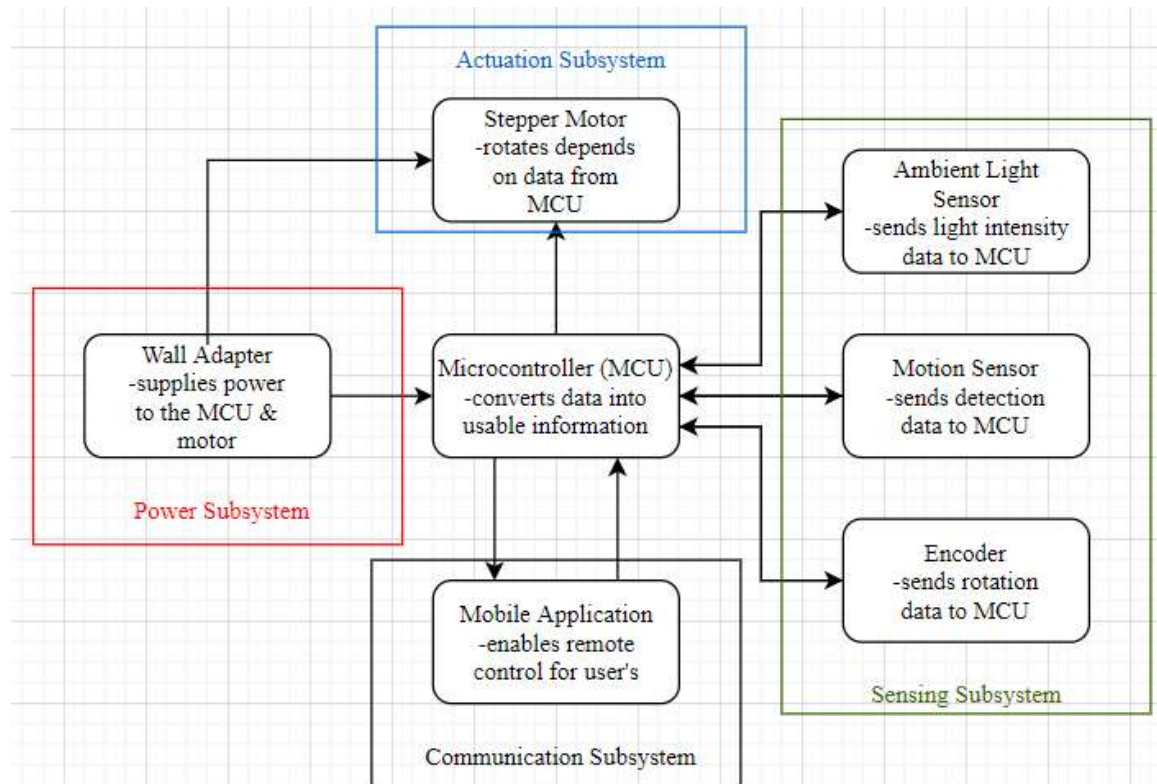 Actuation Subsystem
Stepper Motor
-rotates depends
on data from
MCU
Ambient Light
Sensor
-sends light intensity
data to MCU
Wall Adapter
-supplies power
to the MCU &
motor
Power Subsystem
Microcontroller (MCU)
-converts data into
usable information
Motion Sensor
-sends detection
data to MCU
Encoder
-sends rotation
data to MCU
Sensing Subsystem
Mobile Application
-enables remote
control for user's
Communication Subsystem